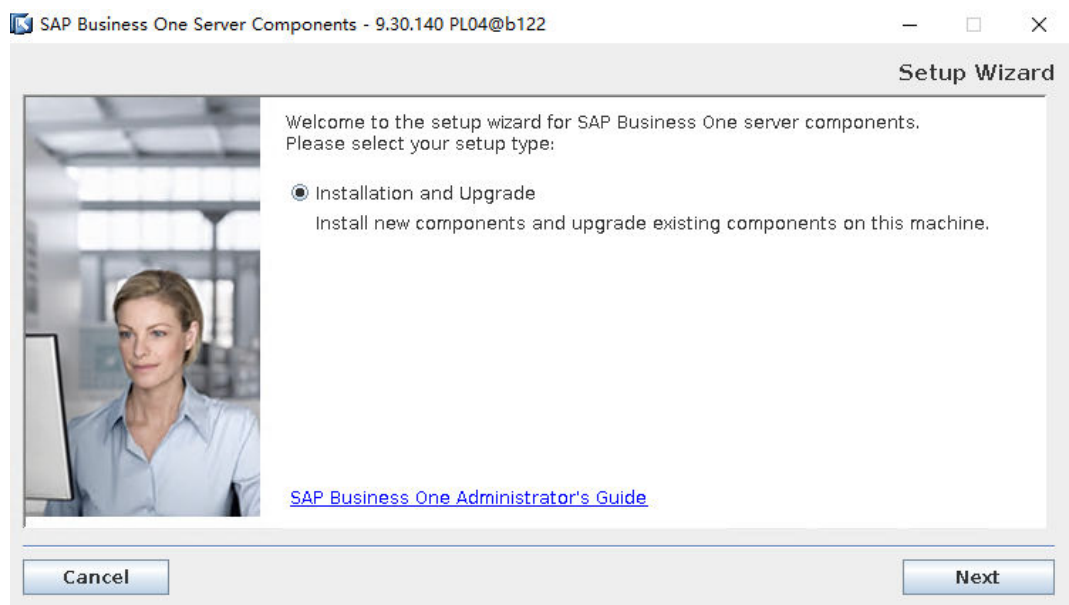 SAP Business One Server Components - 9.30.140 PL04@b122
Setup Wizard
Welcome to the setup wizard for SAP Business One server components.
Please select your setup type:
Installation and Upgrade
Install new components and upgrade existing components on this machine.
SAP Business One Administrator's Guide
Cancel
Next